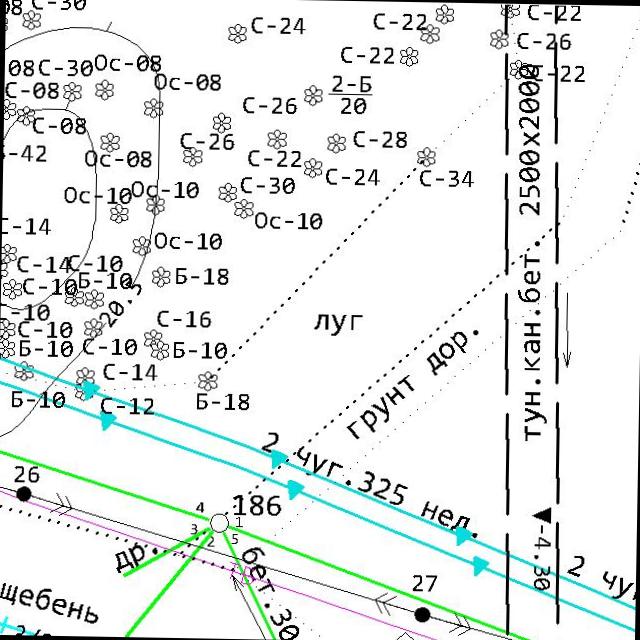 С-30
С-24
С-22
С-22
С-22
С-26
-22
08
С-30
Ос-08
С-08
Ос-08
2-Б
20
С-26
С-08
-42
С-26
С-28
С-22
Ос-08
С-24
С-34
Ос-10
Ос-10
С-30
Ос-10
С-14
Ос-10
С-14
С-10
Б-18
С-10
Б-10
20.5
-10
С-16
С-10
Б-10
С-10
Б-10
С-14
Б-10
С-12
Б-18
луг
грунт дор.
тун.кан.бет. 2500х2000
2 чуг.325 нед.
26
4
3
2
1
5
186
др.
бет.30
щебень
27
-4.30
2 чу